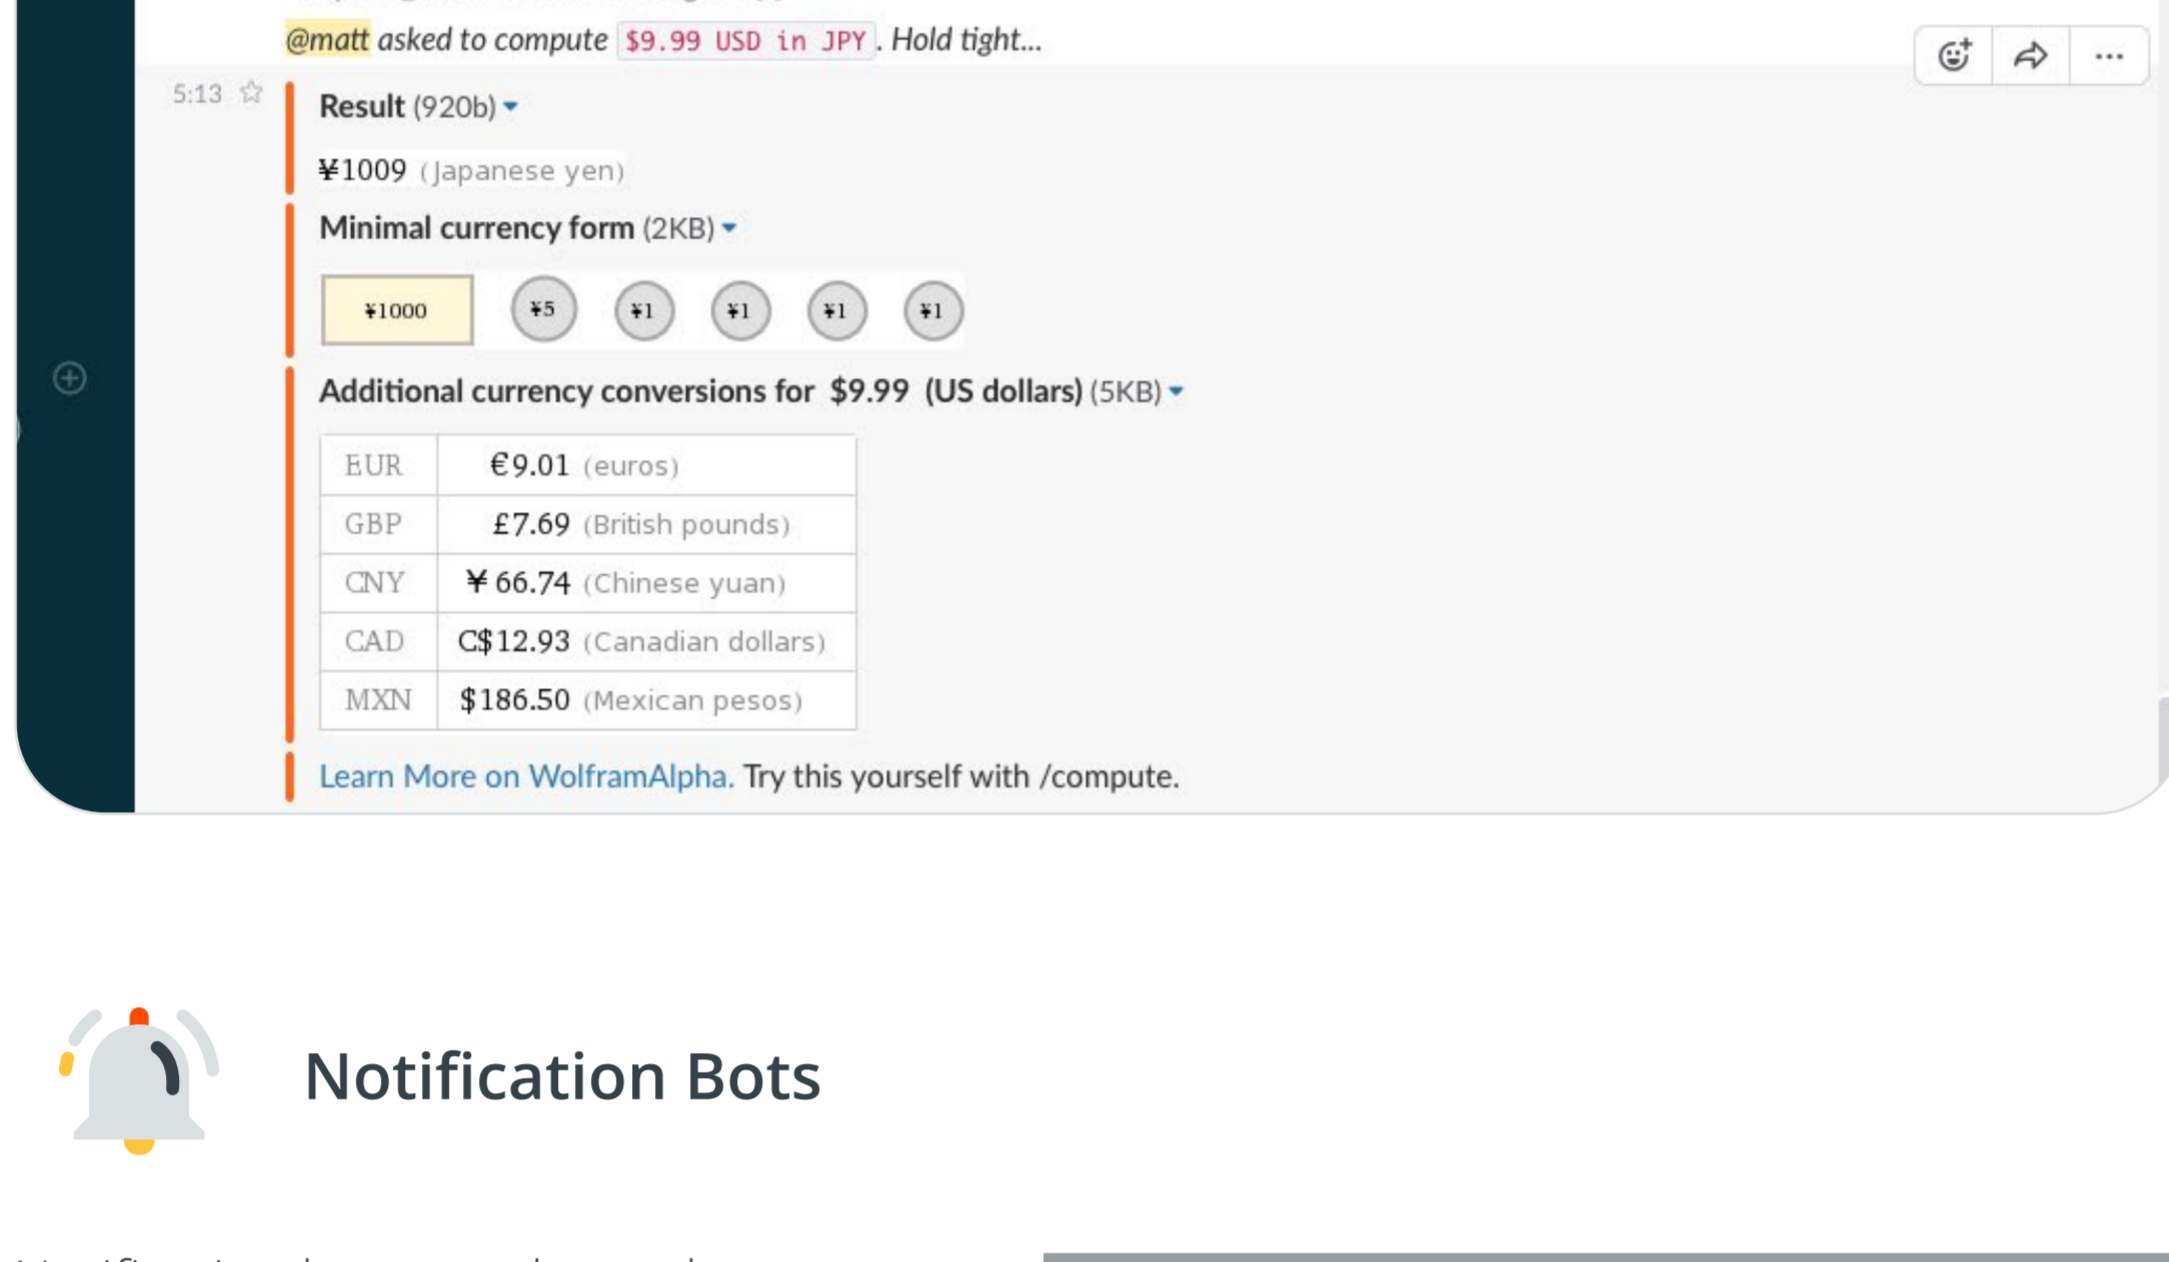 @matt asked to compute $9.99 USD in JPY. Hold tight...
5:13
Result (920b)
¥1009 (Japanese yen)
Minimal currency form (2KB)
¥1000 ¥5 ¥1 ¥1 ¥1 ¥1
Additional currency conversions for $9.99 (US dollars) (5KB)
EUR €9.01 (euros)
GBP £7.69 (British pounds)
CNY ¥66.74 (Chinese yuan)
CAD C$12.93 (Canadian dollars)
MXN $186.50 (Mexican pesos)
Learn More on WolframAlpha. Try this yourself with /compute.
Notification Bots